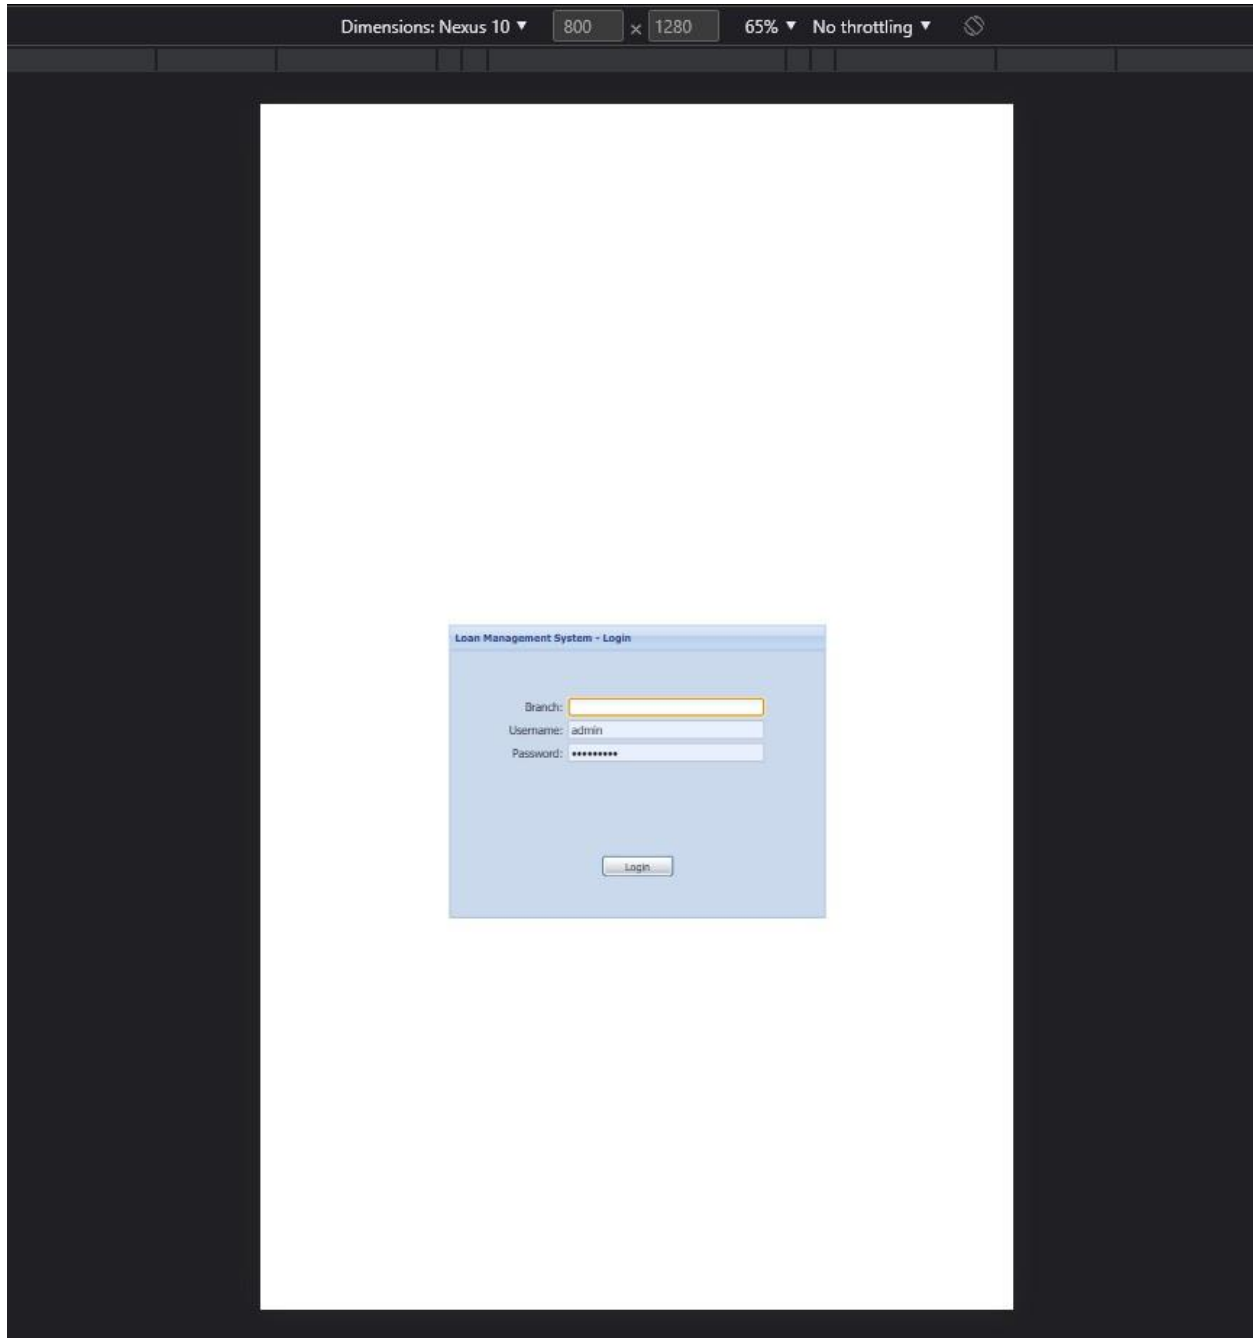 Dimensions: Nexus 10 ▼ 800 × 1280 65% ▼ No throttling ▼
Loan Management System - Login
Branch:
Username: admin
Password: •••••••••
Login